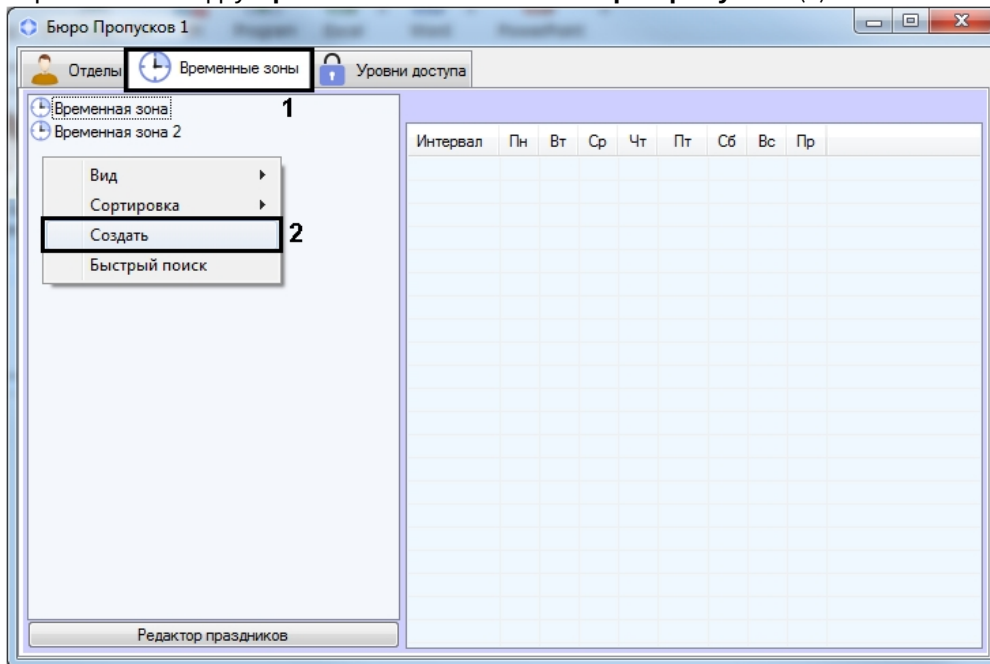 Бюро Пропусков 1
Отделы Временные зоны Уровни доступа
1
Временная зона
Временная зона 2
Интервал Пн Вт Ср Чт Пт Сб Вс Пр
Вид
Сортировка
Создать 2
Быстрый поиск
Редактор праздников